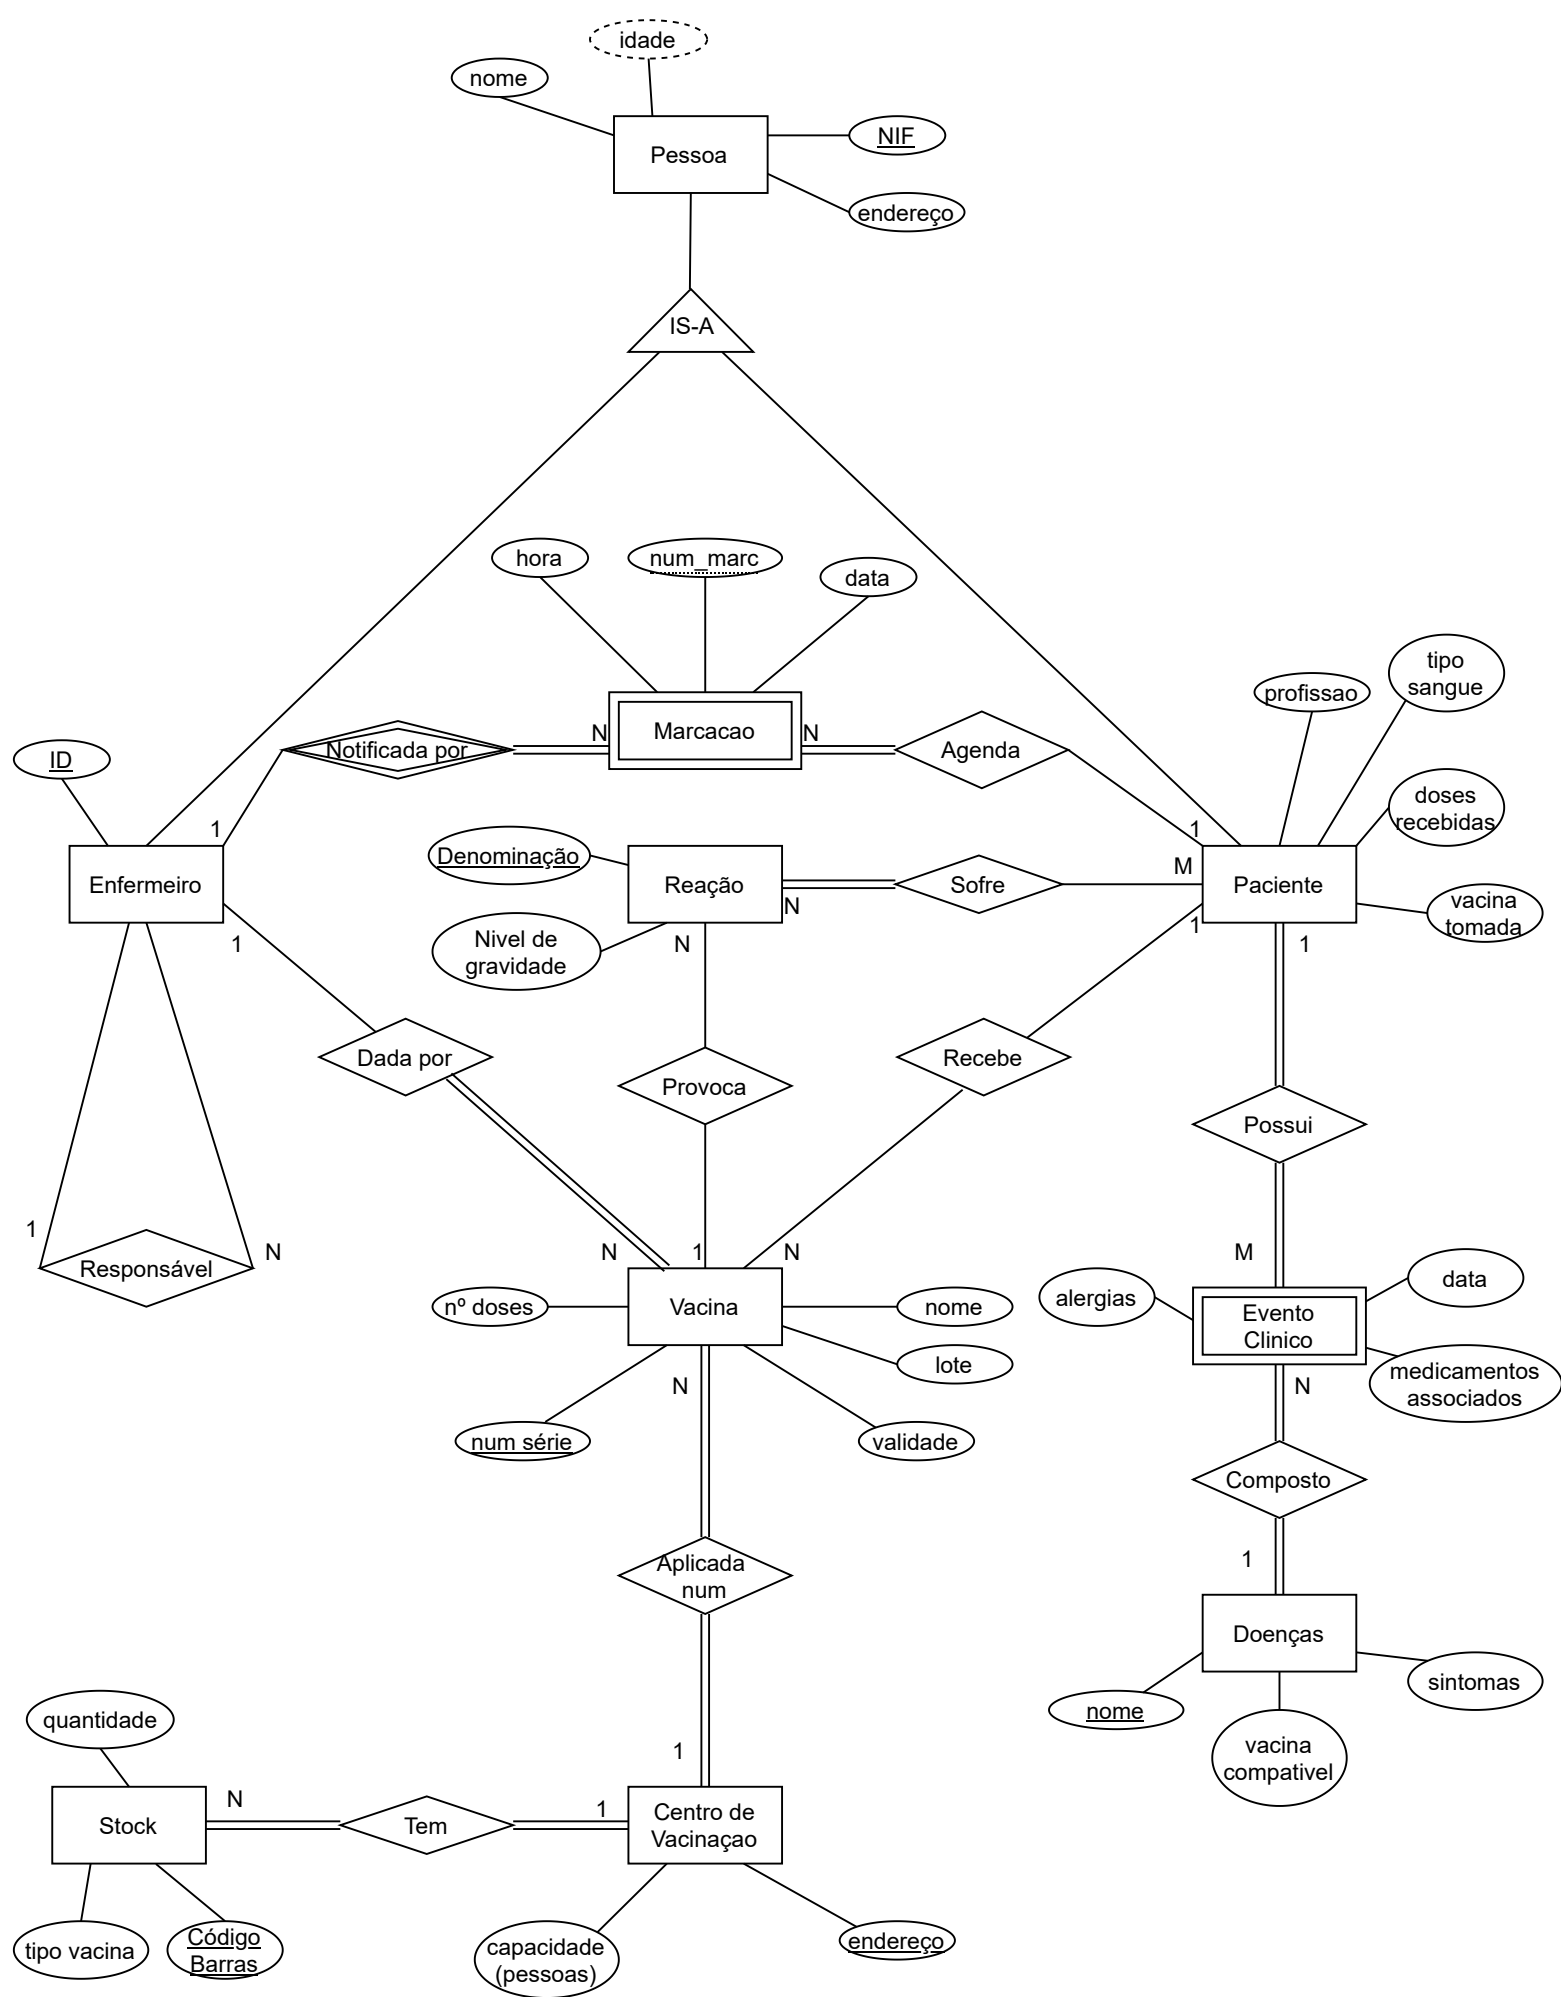 idade
nome
NIF
Pessoa
endereço
IS-A
hora
num_marc
data
tipo
sangue
profissao
N
Marcacao
N
Notificada por
Agenda
ID
doses
recebidas
1
1
Denominação
M
Enfermeiro
Reação
Sofre
Paciente
N
vacina
tomada
1
1
N
1
Nivel de
gravidade
Dada por
Recebe
Provoca
Possui
1
N
N
1
N
M
Responsável
data
alergias
nº doses
Vacina
nome
Evento
Clinico
lote
medicamentos
associados
N
N
num série
validade
Composto
1
Aplicada
num
Doenças
sintomas
nome
quantidade
vacina
compativel
1
N
1
Stock
Tem
Centro de
Vacinaçao
Código
Barras
tipo vacina
endereço
capacidade
(pessoas)